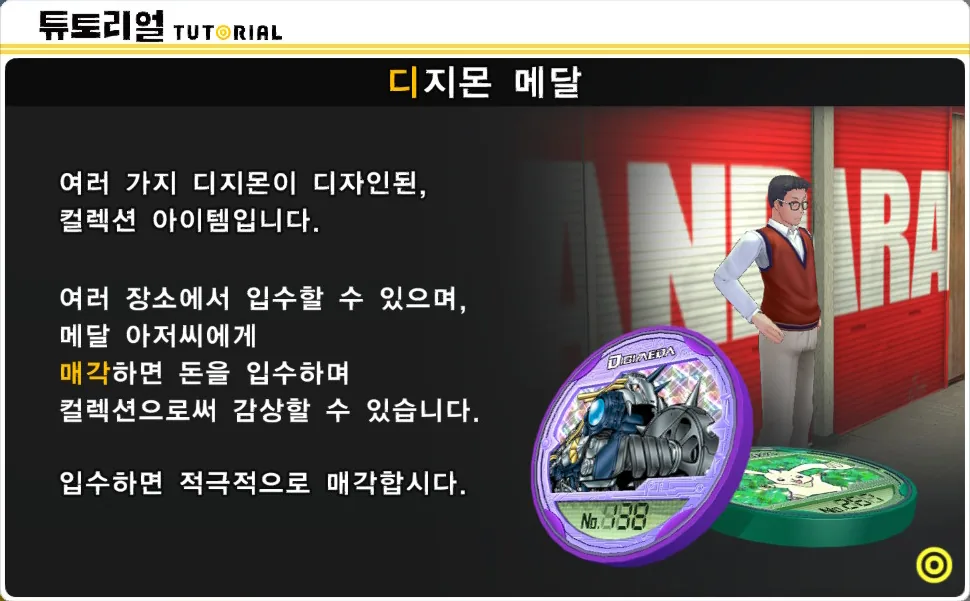 튜토리얼 TUTORIAL
디지몬 메달
여러 가지 디지몬이 디자인된,
컬렉션 아이템입니다.
여러 장소에서 입수할 수 있으며,
메달 아저씨에게
매각하면 돈을 입수하며
컬렉션으로써 감상할 수 있습니다.
입수하면 적극적으로 매각합시다.
DIGIMEDA
No.038